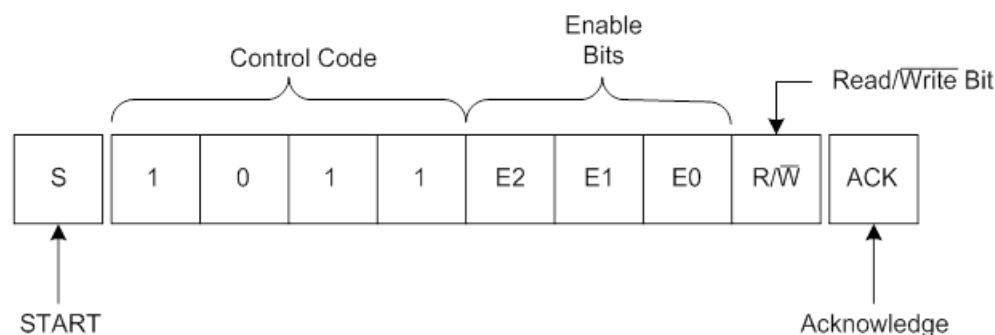 Control Code
Enable
Bits
Read/Write Bit
S 1 0 1 1 E2 E1 E0 R/W ACK
START
Acknowledge